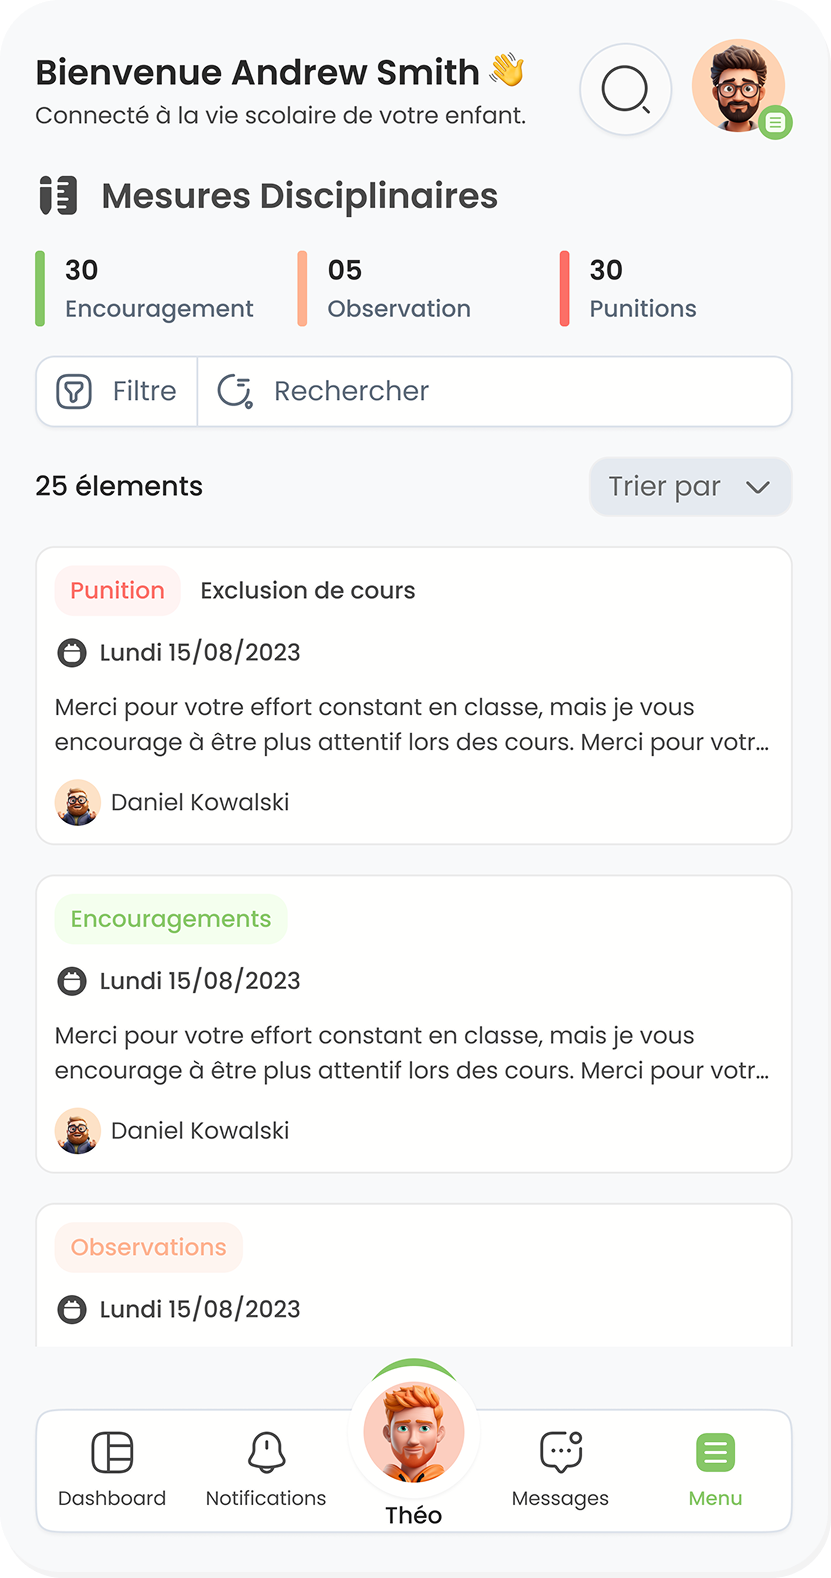 Bienvenue Andrew Smith 👋
Connecté à la vie scolaire de votre enfant.
Mesures Disciplinaires
30
Encouragement
05
Observation
30
Punitions
Filtre
Rechercher
25 élements
Trier par
Punition Exclusion de cours
Lundi 15/08/2023
Merci pour votre effort constant en classe, mais je vous
encourage à être plus attentif lors des cours. Merci pour votr...
Daniel Kowalski
Encouragements
Lundi 15/08/2023
Merci pour votre effort constant en classe, mais je vous
encourage à être plus attentif lors des cours. Merci pour votr...
Daniel Kowalski
Observations
Lundi 15/08/2023
Dashboard
Notifications
Théo
Messages
Menu